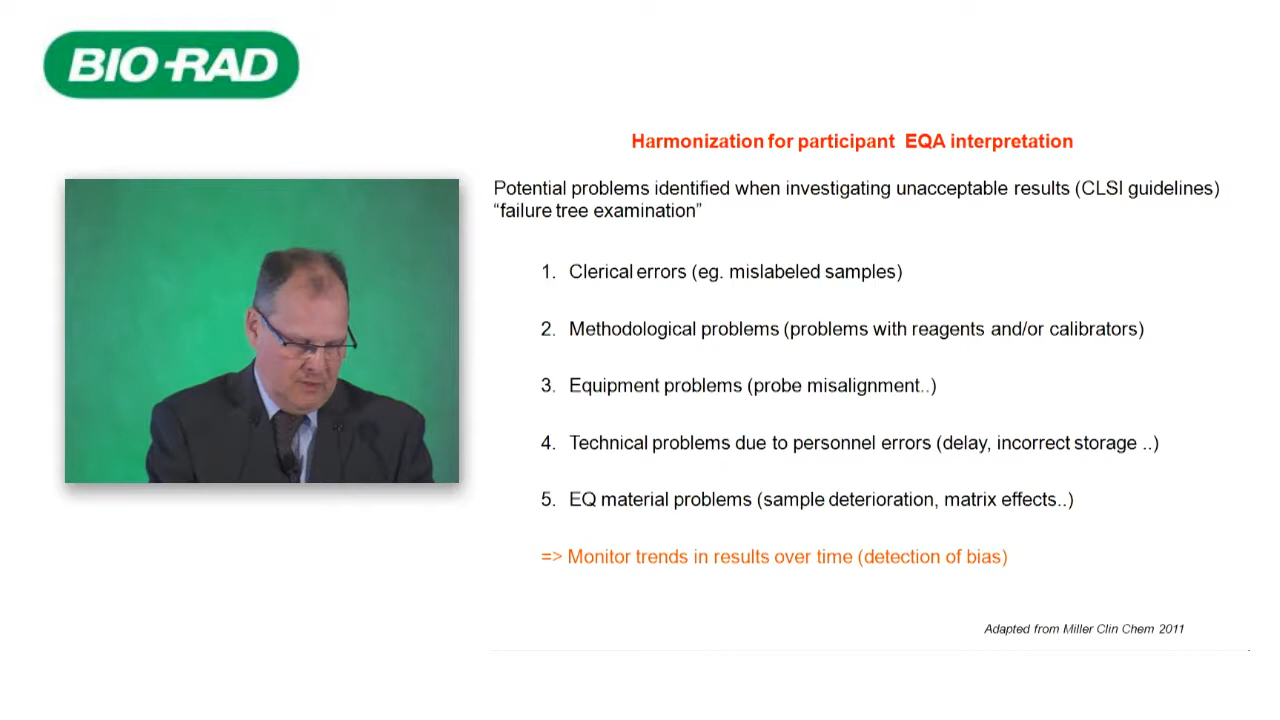 BIO-RAD
Harmonization for participant EQA interpretation
Potential problems identified when investigating unacceptable results (CLSI guidelines)
“failure tree examination”
1. Clerical errors (eg. mislabeled samples)
2. Methodological problems (problems with reagents and/or calibrators)
3. Equipment problems (probe misalignment..)
4. Technical problems due to personnel errors (delay, incorrect storage ..)
5. EQ material problems (sample deterioration, matrix effects..)
=> Monitor trends in results over time (detection of bias)
Adapted from Miller Clin Chem 2011